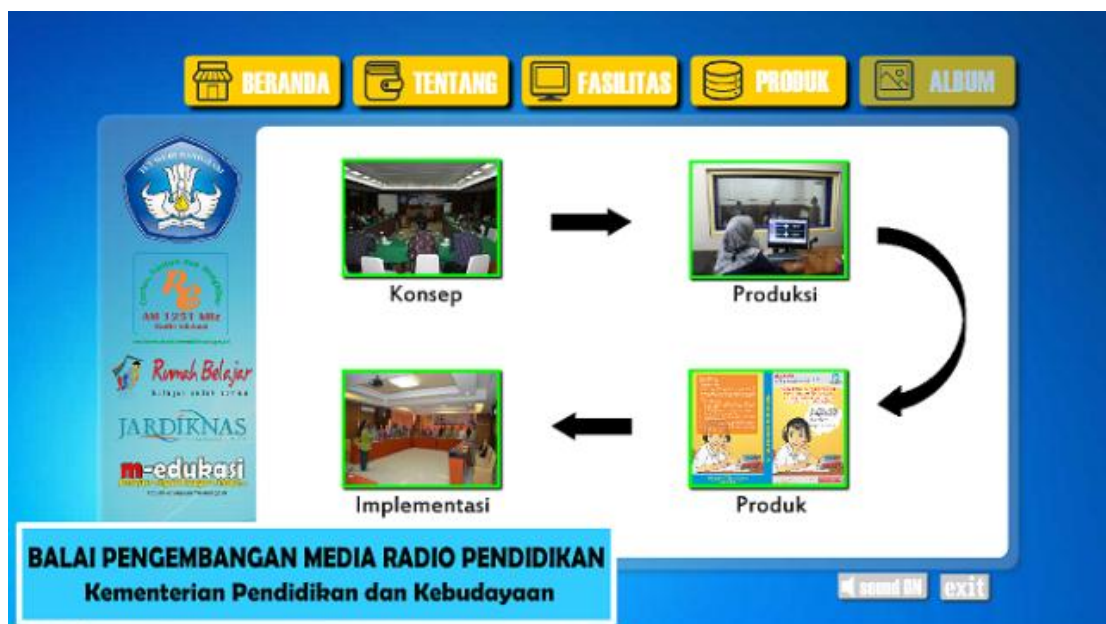 BERANDA
TENTANG
FASILITAS
PRODUK
ALBUM
AM 1251 MHz
Rumah Belajar
JARDIKNAS
m-edukasi
Konsep
Produksi
Implementasi
Produk
BALAI PENGEMBANGAN MEDIA RADIO PENDIDIKAN
Kementerian Pendidikan dan Kebudayaan
sound ON
exit